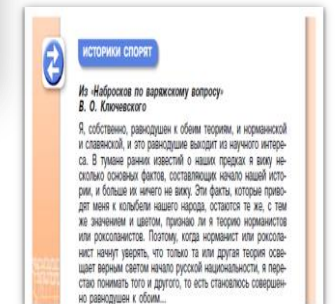 ИСТОРИКИ СПОРЯТ
Из «Набросков по варяжскому вопросу»
В. О. Ключевского
Я, собственно, равнодушен к обеим теориям, и норманнской
и славянской, и это равнодушие выходит из научного интере-
са. В тумане ранних известий о наших предках я вижу не-
сколько основных фактов, составляющих начало нашей исто-
рии, и больше их ничего не вижу. Эти факты, которые приво-
дят меня к колыбели нашего народа, остаются те же, с тем
же значением и цветом, признаю ли я теорию норманистов
или роксоланистов. Поэтому, когда норманист или роксола-
нист начнут уверять, что только та или другая теория осве-
щает верным светом начало русской национальности, я пере-
стаю понимать того и другого, то есть становлюсь совершен-
но равнодушен к обоим...